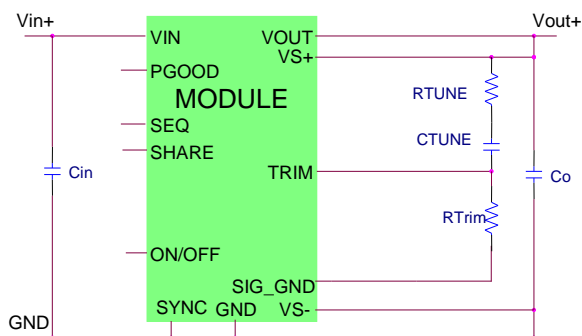 Vin+
Vout+
VIN
VOUT
VS+
PGOOD
RTUNE
MODULE
SEQ
CTUNE
SHARE
Cin
TRIM
Co
RTrim
ON/OFF
SIG_GND
SYNC
GND
VS-
GND